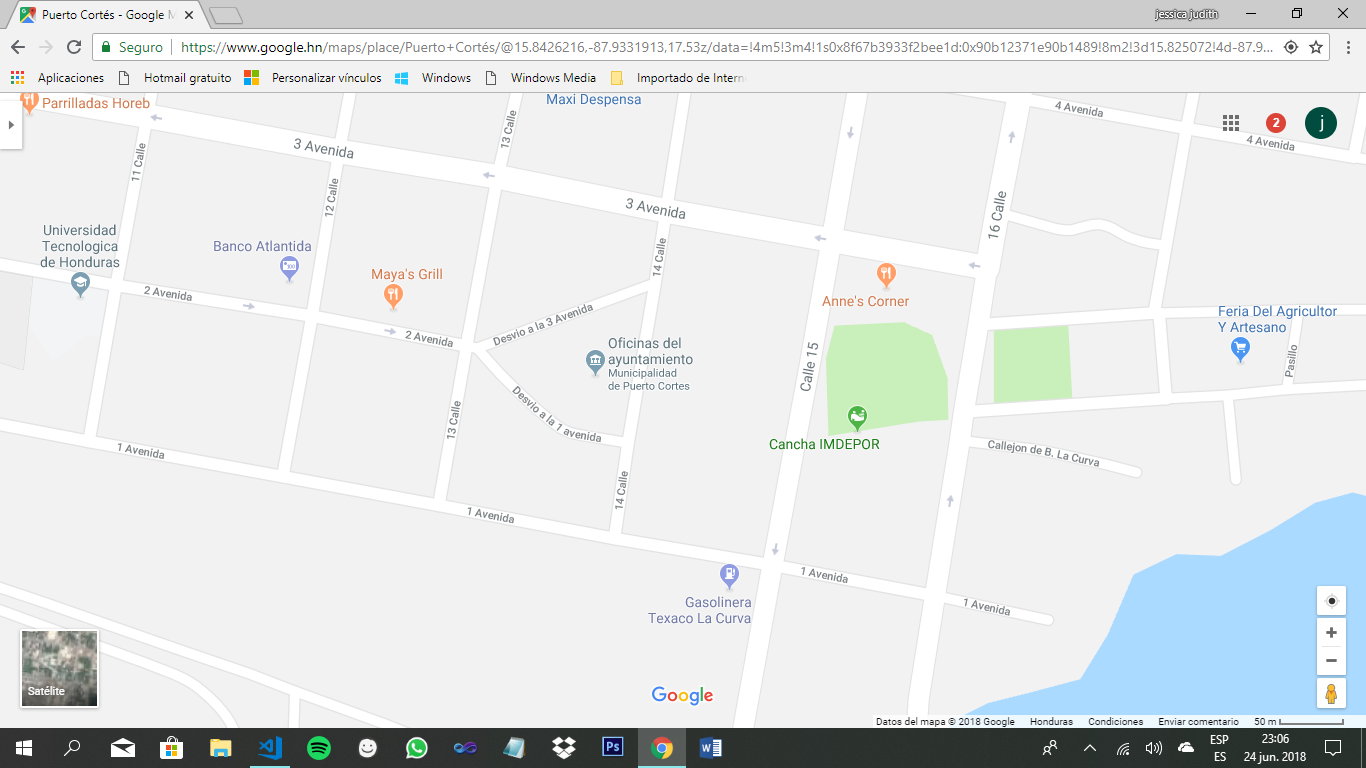 Puerto Cortés - Google M
jessica judith
Seguro
https://www.google.hn/maps/place/Puerto+Cortés/@15.8426216,-87.9331913,17.53z/data=!4m5!3m4!1s0x8f67b3933f2bee1d:0x90b12371e90b1489!8m2!3d15.825072!4d-87.9...
Aplicaciones
Hotmail gratuito
Personalizar vínculos
Windows
Windows Media
Importado de Intern
Parrilladas Horeb
Maxi Despensa
4 Avenida
2
j
4 Avenida
3 Avenida
13 Calle
11 Calle
12 Calle
3 Avenida
16 Calle
Universidad
Tecnologica
de Honduras
Banco Atlantida
14 Calle
Maya's Grill
2 Avenida
Anne's Corner
Feria Del Agricultor
Y Artesano
2 Avenida
Desvio a la 3 Avenida
Oficinas del
ayuntamiento
Municipalidad
de Puerto Cortes
Calle 15
Pasillo
Desvio a la 1 avenida
13 Calle
Cancha IMDEPOR
Callejon de B. La Curva
1 Avenida
14 Calle
1 Avenida
1 Avenida
1 Avenida
Gasolinera
Texaco La Curva
Satélite
Google
Datos del mapa © 2018 Google
Honduras
Condiciones
Enviar comentario
50 m
Ps
W
ESP
ES
23:06
24 jun. 2018